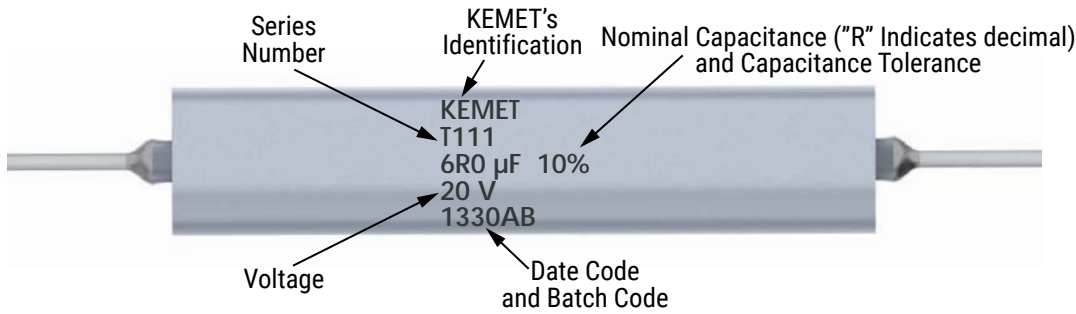 KEMET's
Identification
Series
Number
Nominal Capacitance (”R” Indicates decimal)
and Capacitance Tolerance
KEMET
T111
6R0 µF 10%
20 V
1330AB
Voltage
Date Code
and Batch Code